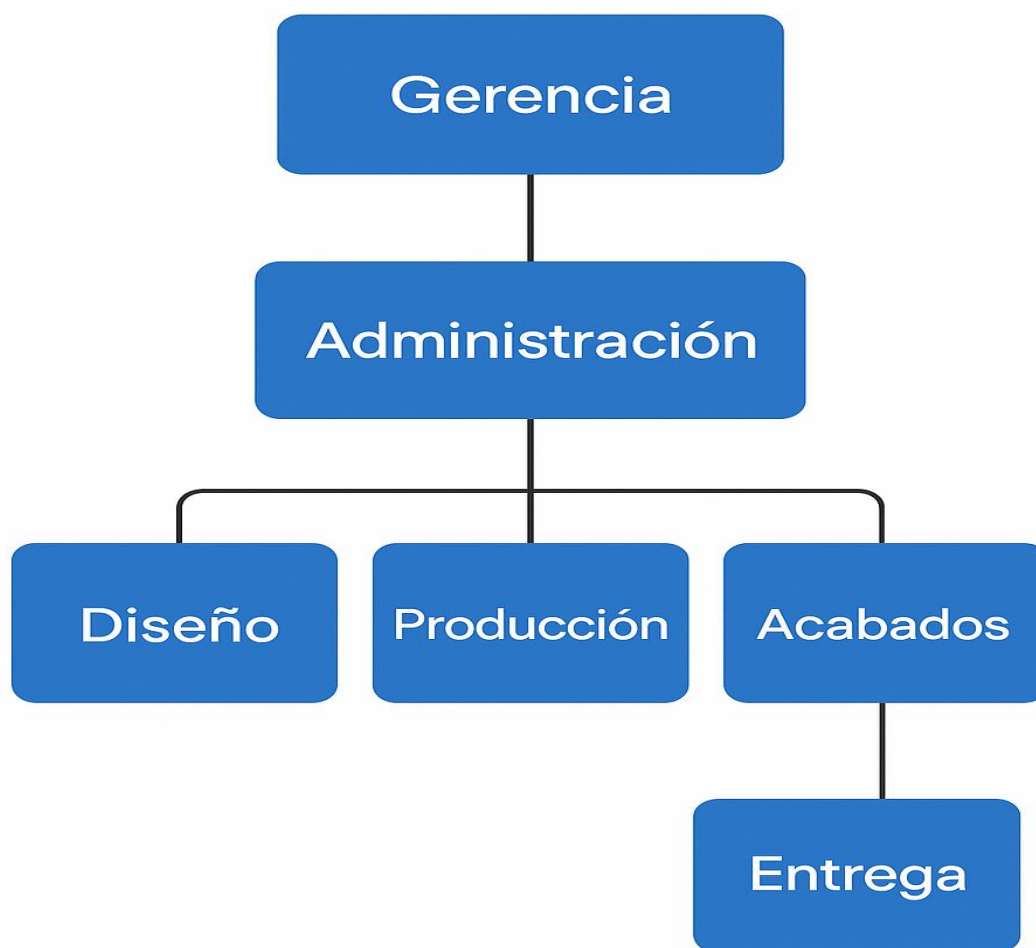 Gerencia
Administración
Diseño
Producción
Acabados
Entrega